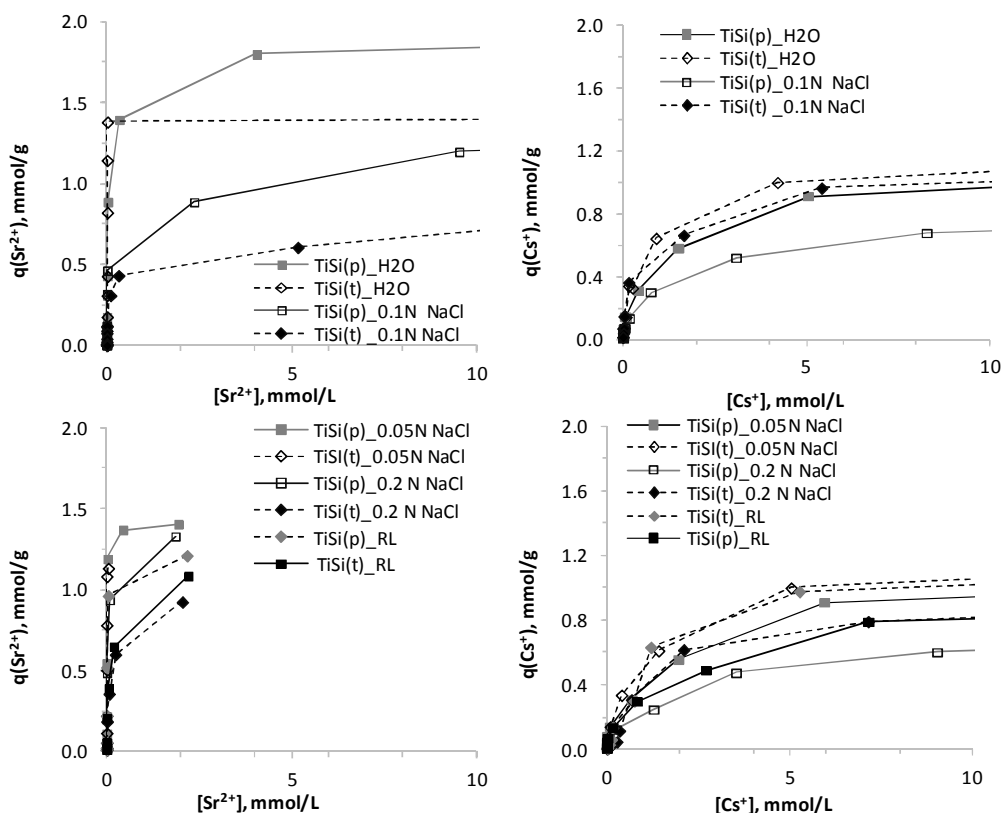 2.0
1.5
1.0
0.5
0.0
q(Sr²⁺), mmol/g
TiSi(p)_H2O
TiSi(t)_H2O
TiSi(p)_0.1N NaCl
TiSi(t)_0.1N NaCl
0
5
10
[Sr²⁺], mmol/L
2.0
1.6
1.2
0.8
0.4
0.0
q(Cs⁺), mmol/g
TiSi(p)_H2O
TiSi(t)_H2O
TiSi(p)_0.1N NaCl
TiSi(t)_0.1N NaCl
0
5
10
[Cs⁺], mmol/L
2.0
1.5
1.0
0.5
0.0
q(Sr²⁺), mmol/g
TiSi(p)_0.05N NaCl
TiSI(t)_0.05N NaCl
TiSi(p)_0.2 N NaCl
TiSi(t)_0.2 N NaCl
TiSi(p)_RL
TiSi(t)_RL
0
5
10
[Sr²⁺], mmol/L
2.0
1.6
1.2
0.8
0.4
0.0
q(Cs⁺), mmol/g
TiSi(p)_0.05N NaCl
TiSI(t)_0.05N NaCl
TiSi(p)_0.2 N NaCl
TiSi(t)_0.2 N NaCl
TiSi(t)_RL
TiSi(p)_RL
0
5
10
[Cs⁺], mmol/L